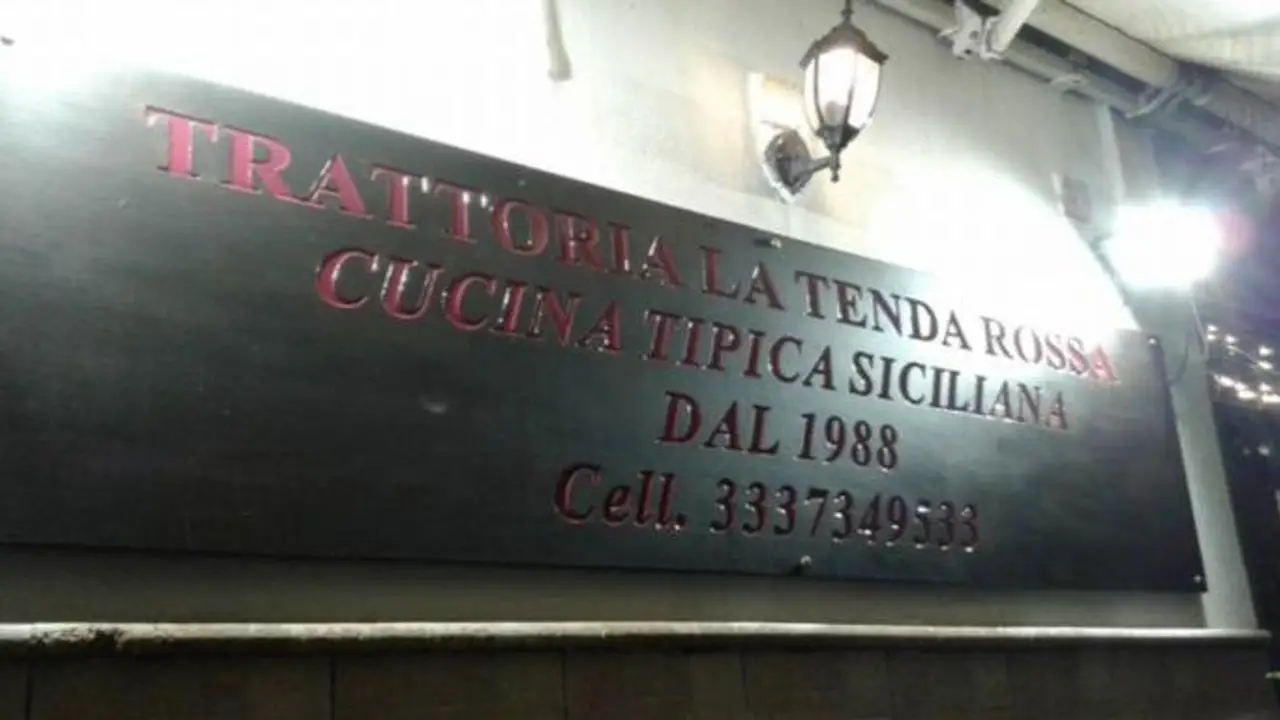 TRATTORIA LA TENDA ROSSA
CUCINA TIPICA SICILIANA
DAL 1988
Cell. 3337349533